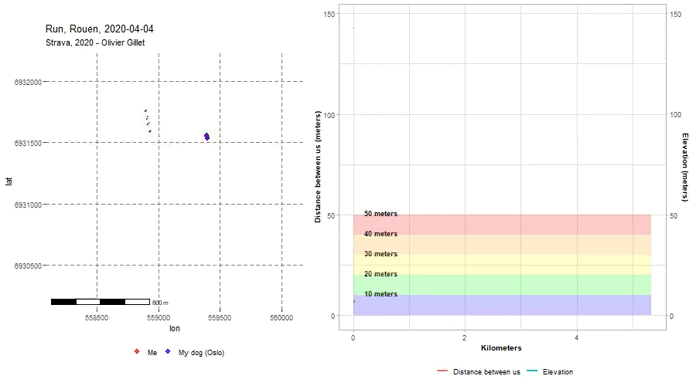 Run, Rouen, 2020-04-04
Strava, 2020 - Olivier Gillet
6932000
6931500
6931000
6930500
lat
600 m
558500
559000
559500
560000
lon
Me
My dog (Oslo)
150
100
50
0
Distance between us (meters)
50 meters
40 meters
30 meters
20 meters
10 meters
150
100
50
0
Elevation (meters)
0
2
4
Kilometers
Distance between us
Elevation